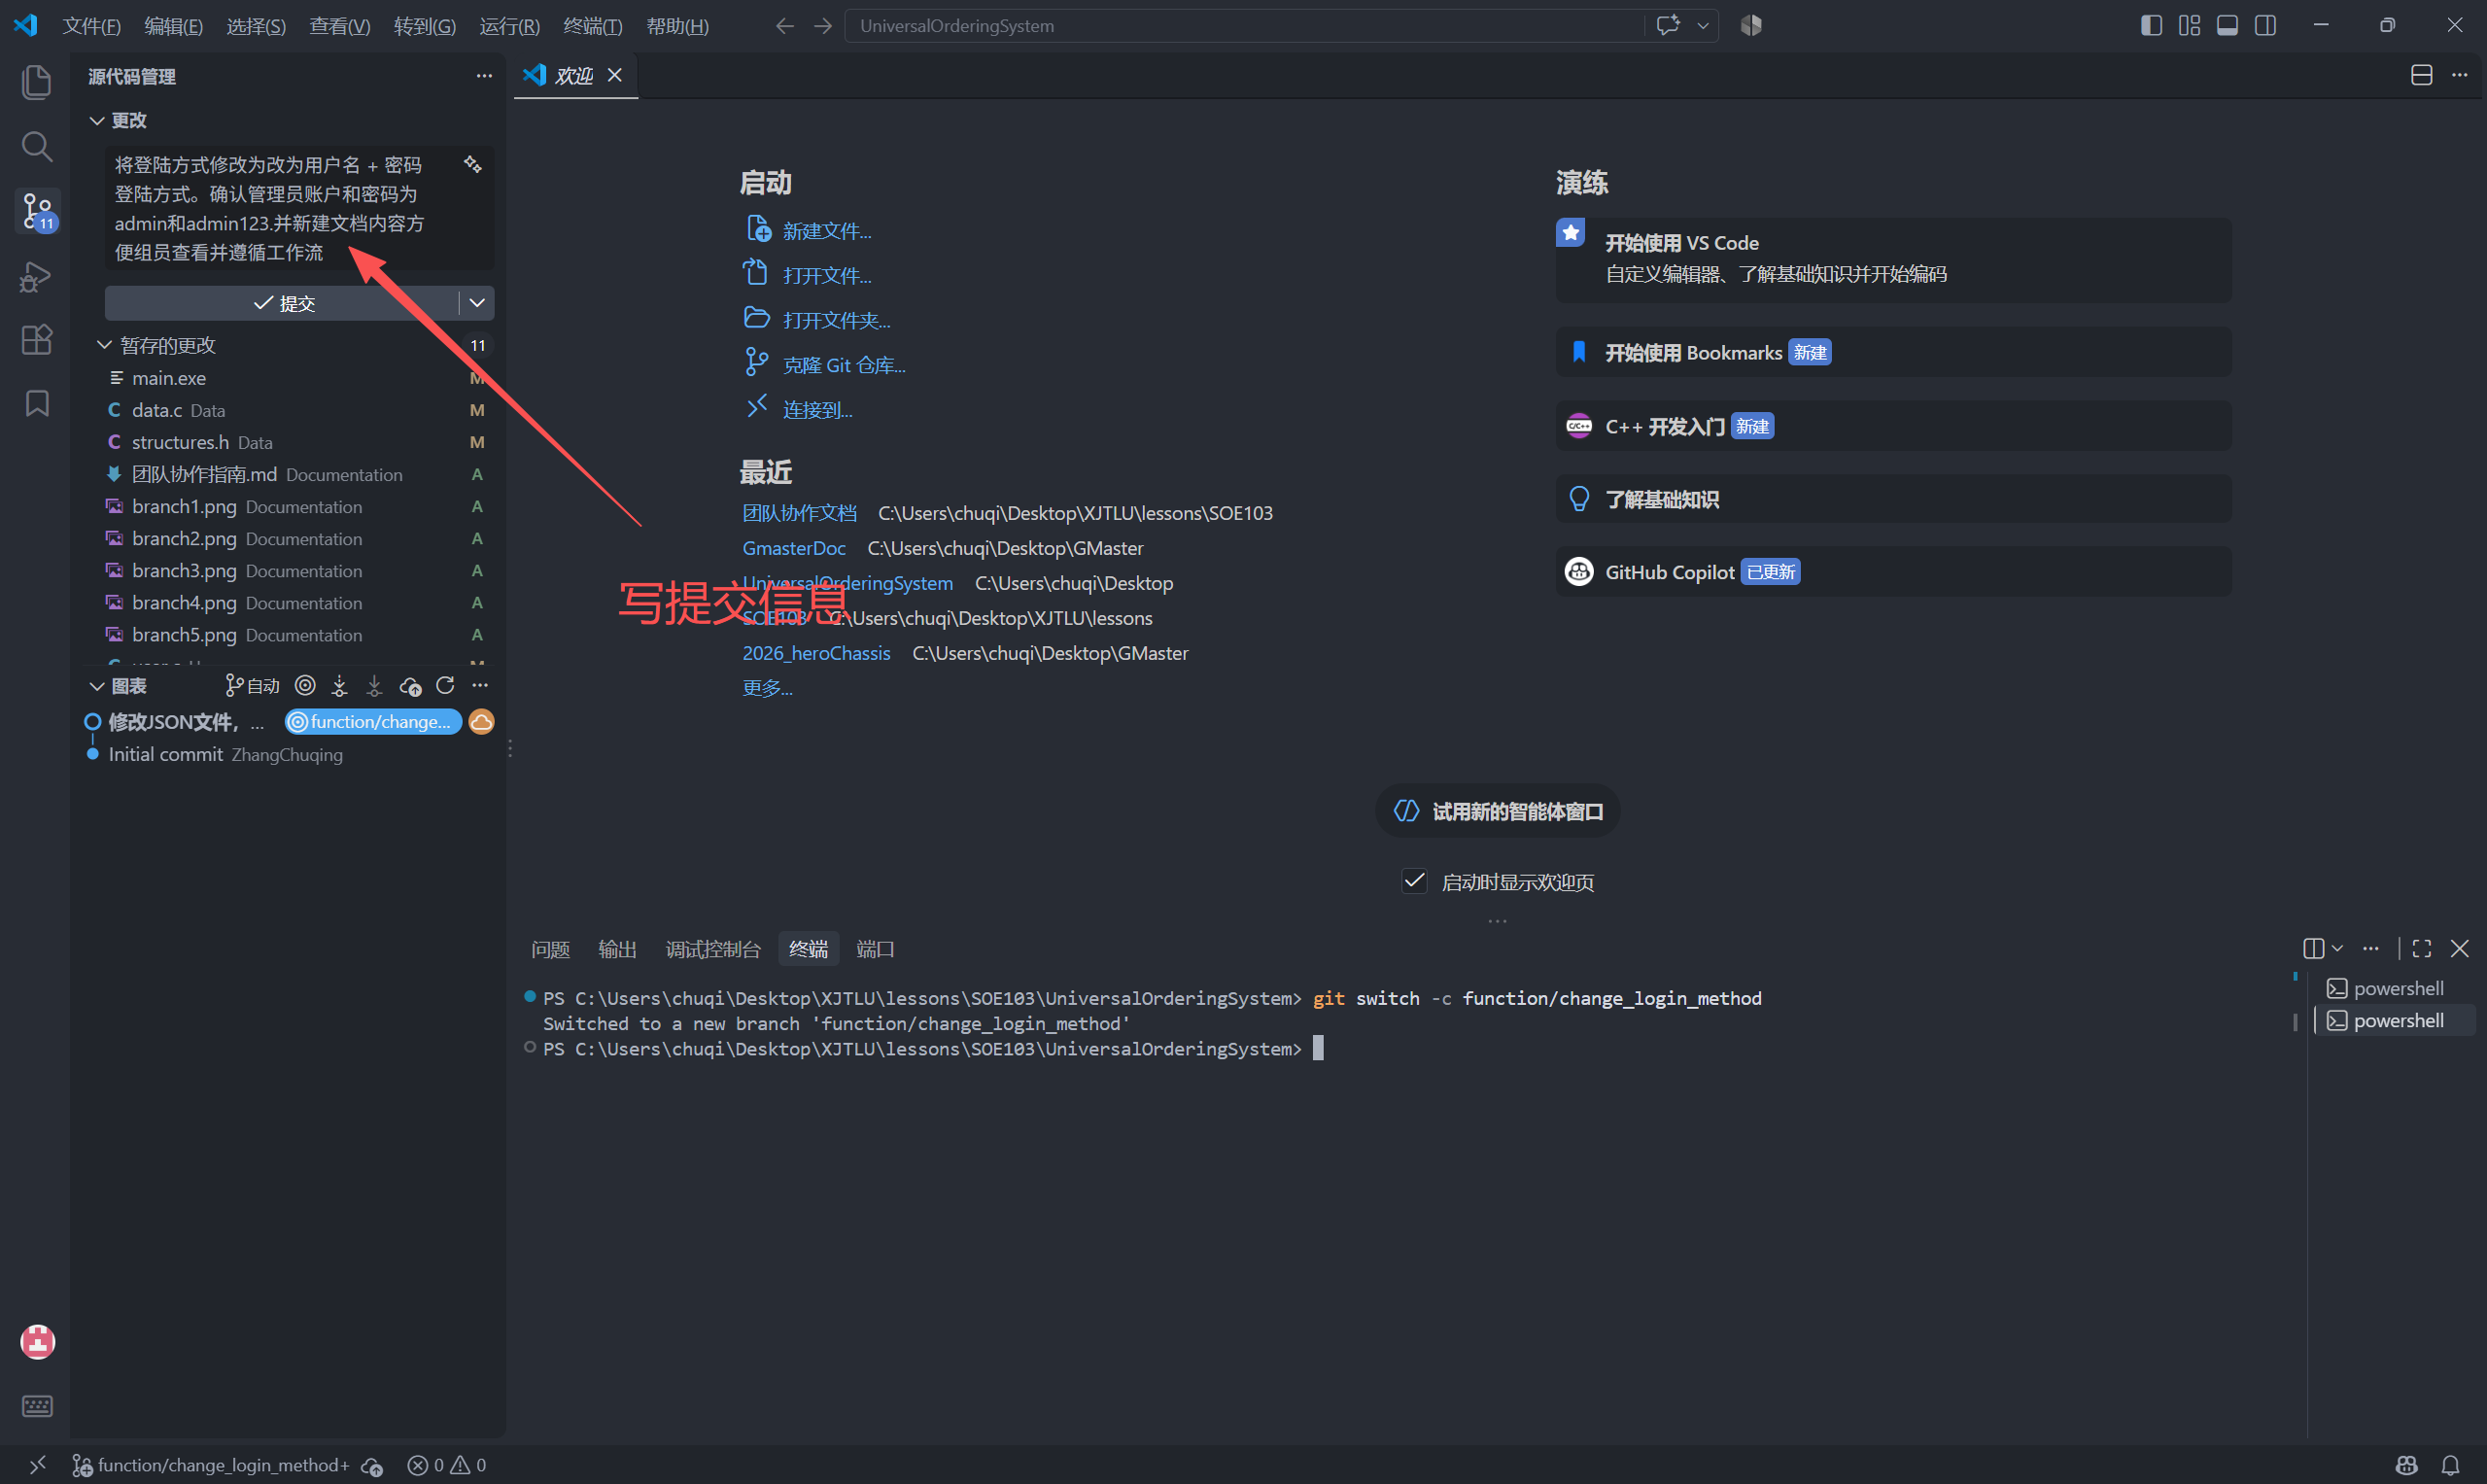 文件(F) 编辑(E) 选择(S) 查看(V) 转到(G) 运行(R) 终端(T) 帮助(H) UniversalOrderingSystem
源代码管理
欢迎
更改
将登陆方式修改为改为用户名 + 密码
登陆方式。确认管理员账户和密码为
admin和admin123.并新建文档内容方
便组员查看并遵循工作流
提交
暂存的更改 11
main.exe M
data.c Data M
structures.h Data M
团队协作指南.md Documentation A
branch1.png Documentation A
branch2.png Documentation A
branch3.png Documentation A
branch4.png Documentation A
branch5.png Documentation A
图表 自动
修改JSON文件，... function/change...
Initial commit ZhangChuqing
11
启动
新建文件...
打开文件...
打开文件夹...
克隆 Git 仓库...
连接到...
最近
团队协作文档 C:\Users\chuqi\Desktop\XJTLU\lessons\SOE103
GmasterDoc C:\Users\chuqi\Desktop\GMaster
UniversalOrderingSystem C:\Users\chuqi\Desktop
写提交信息
SOE103 C:\Users\chuqi\Desktop\XJTLU\lessons
2026_heroChassis C:\Users\chuqi\Desktop\GMaster
更多...
演练
开始使用 VS Code
自定义编辑器、了解基础知识并开始编码
开始使用 Bookmarks 新建
C/C++ C++ 开发入门 新建
了解基础知识
GitHub Copilot 已更新
试用新的智能体窗口
启动时显示欢迎页
问题 输出 调试控制台 终端 端口
PS C:\Users\chuqi\Desktop\XJTLU\lessons\SOE103\UniversalOrderingSystem> git switch -c function/change_login_method
Switched to a new branch 'function/change_login_method'
PS C:\Users\chuqi\Desktop\XJTLU\lessons\SOE103\UniversalOrderingSystem>
powershell
powershell
function/change_login_method+ 0 0